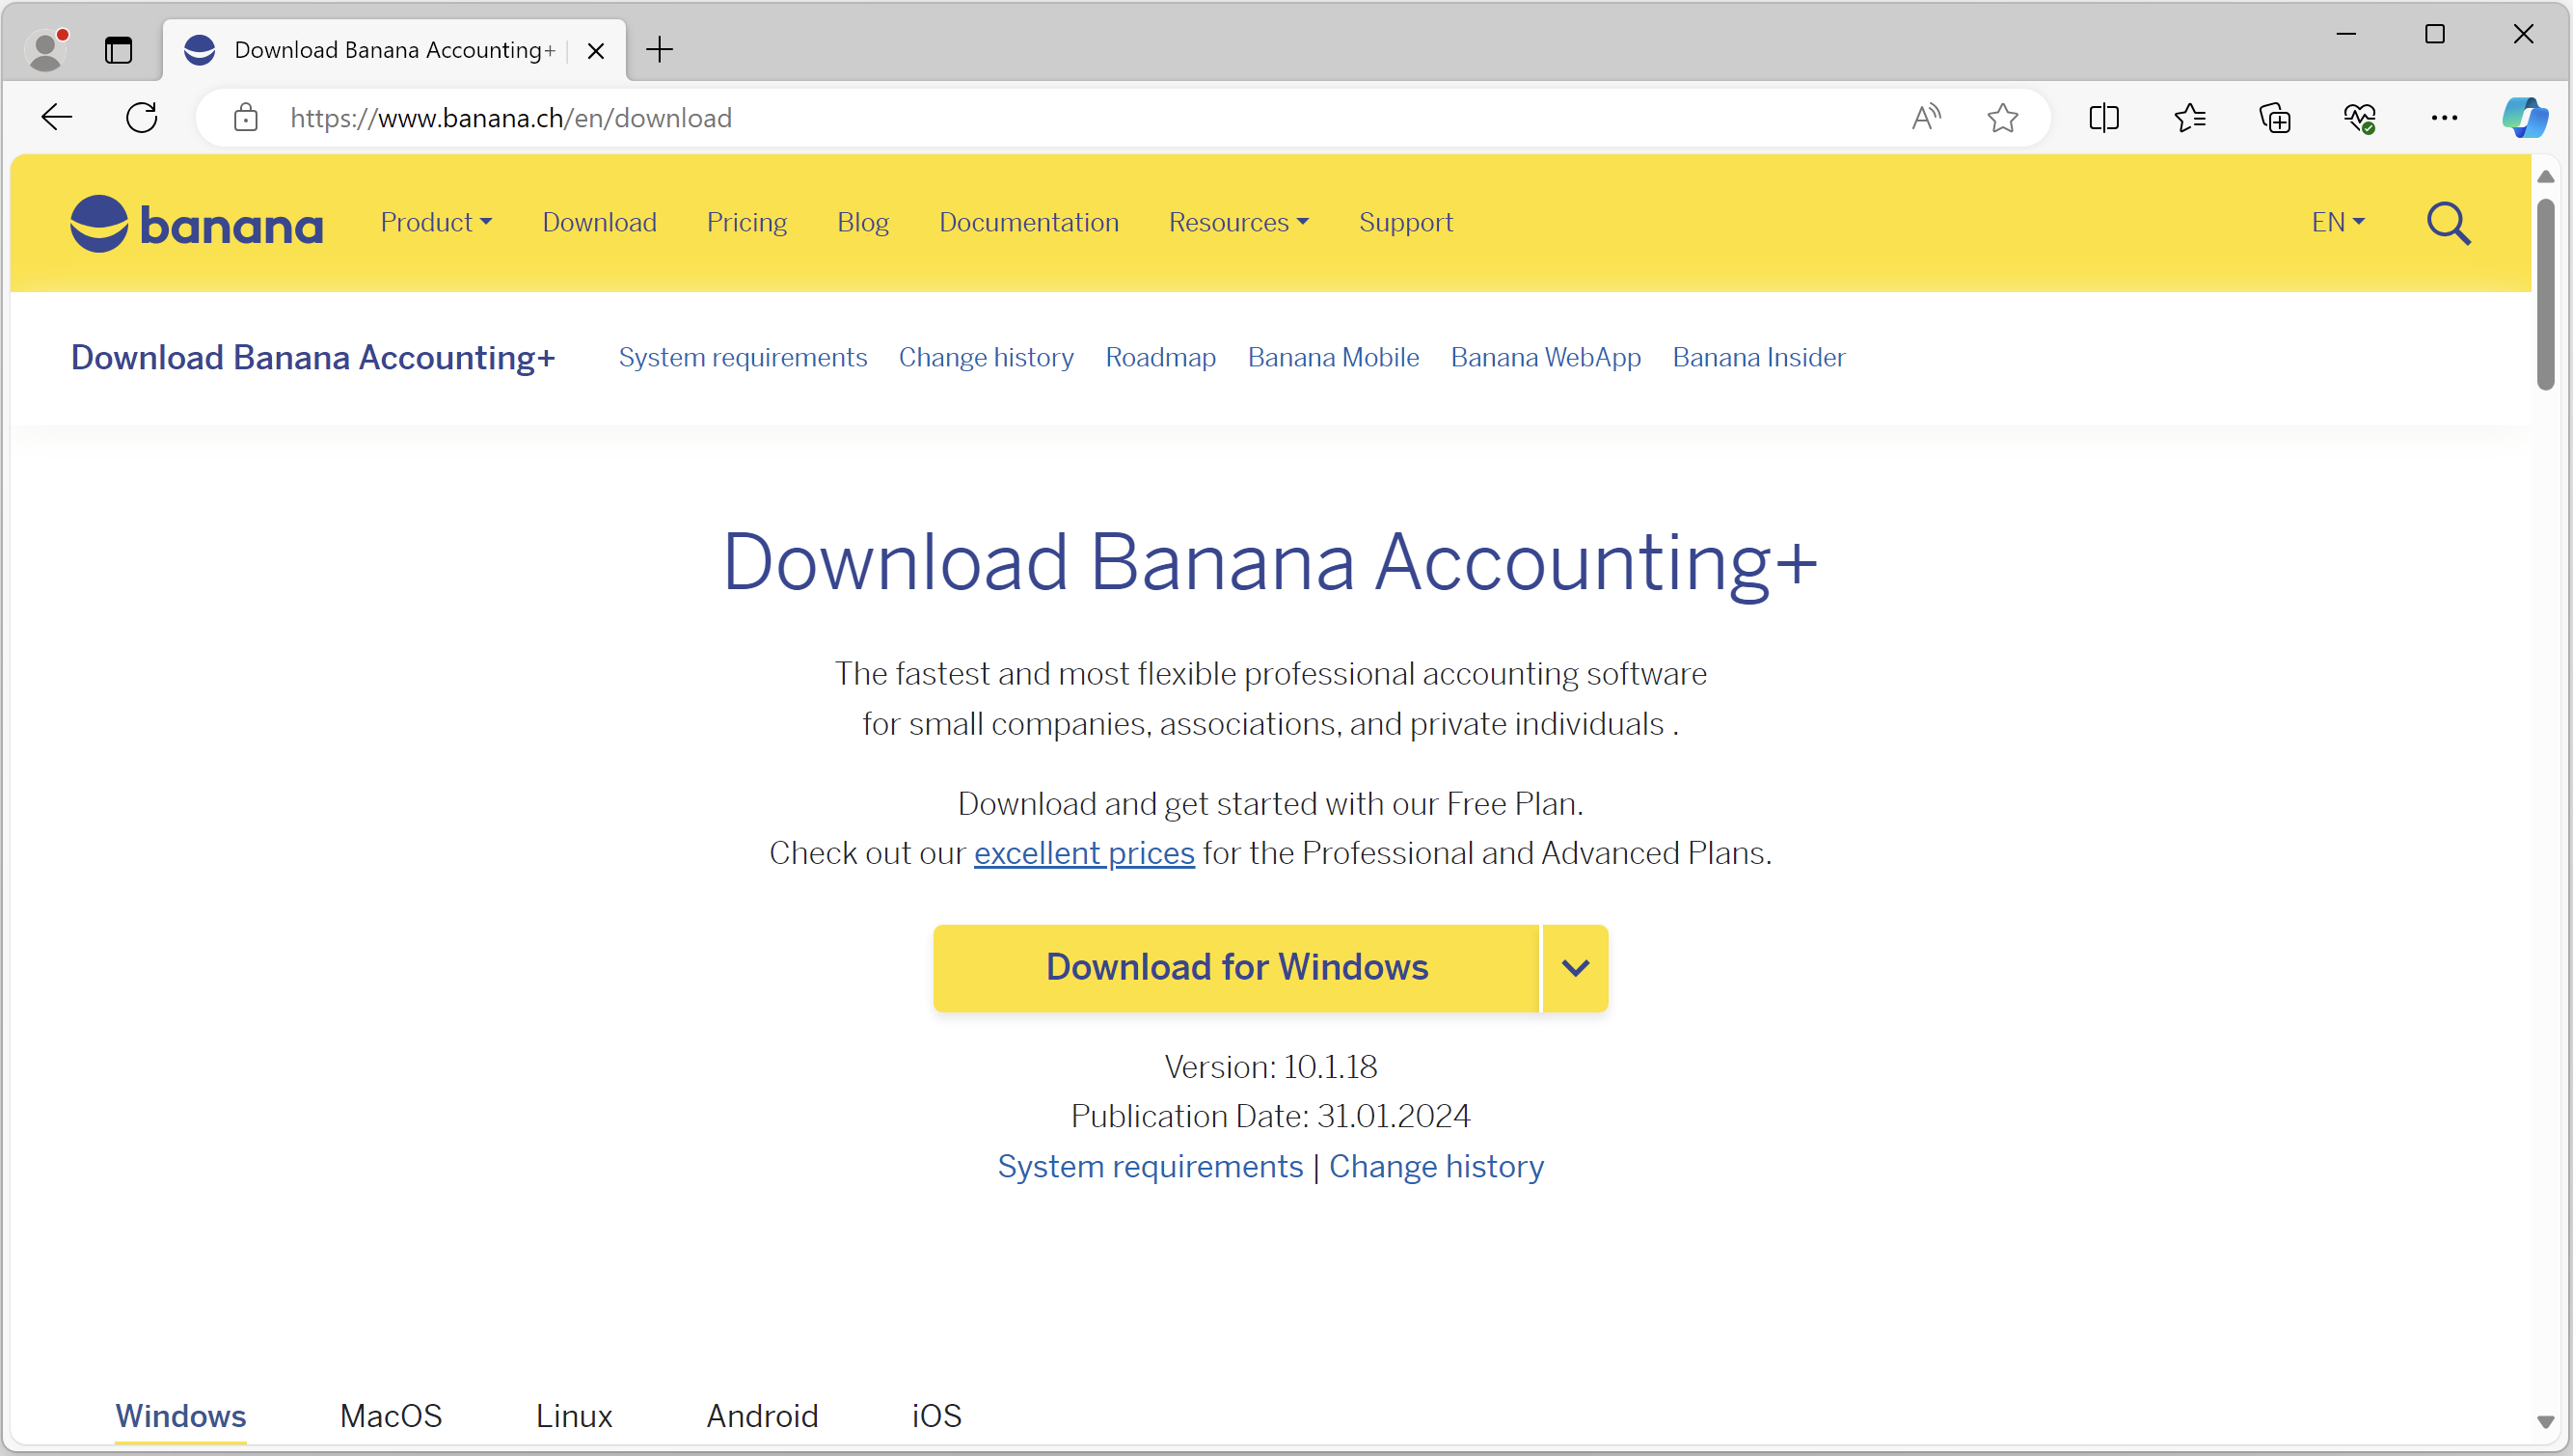 Download Banana Accounting+
https://www.banana.ch/en/download
banana Product Download Pricing Blog Documentation Resources Support EN
Download Banana Accounting+ System requirements Change history Roadmap Banana Mobile Banana WebApp Banana Insider
Download Banana Accounting+
The fastest and most flexible professional accounting software
for small companies, associations, and private individuals .
Download and get started with our Free Plan.
Check out our excellent prices for the Professional and Advanced Plans.
Download for Windows
Version: 10.1.18
Publication Date: 31.01.2024
System requirements | Change history
Windows MacOS Linux Android iOS